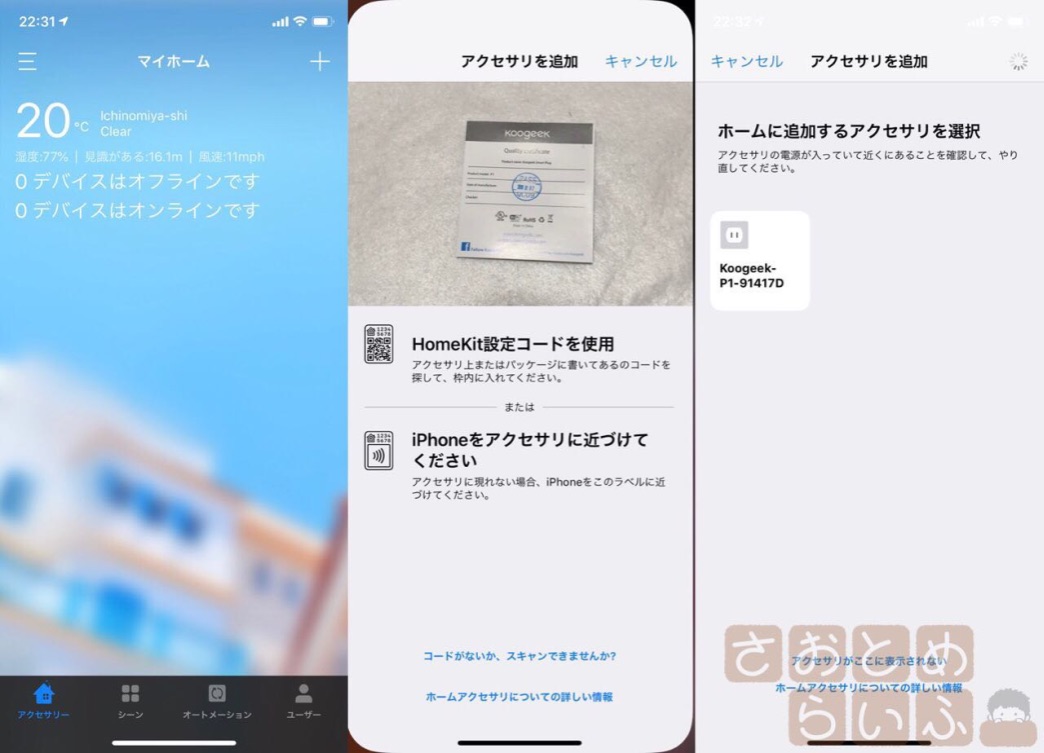 22:31
マイホーム
20 °C
Ichinomiya-shi
Clear
湿度:77% | 見識がある:16.1m | 風速:11mph
0 デバイスはオフラインです
0 デバイスはオンラインです
アクセサリー
シーン
オートメーション
ユーザー
アクセサリを追加
キャンセル
Koogeek
Quality certificate
HomeKit設定コードを使用
アクセサリ上またはパッケージに書いてあるのコードを
探して、枠内に入れてください。
または
iPhoneをアクセサリに近づけて
ください
アクセサリに現れない場合、iPhoneをこのラベルに近
づけてください。
コードがないか、スキャンできませんか?
ホームアクセサリについての詳しい情報
22:32
キャンセル
アクセサリを追加
ホームに追加するアクセサリを選択
アクセサリの電源が入っていて近くにあることを確認して、やり
直してください。
Koogeek-
P1-91417D
アクセサリがここに表示されない
ホームアクセサリについての詳しい情報
さおとめ
らいふ